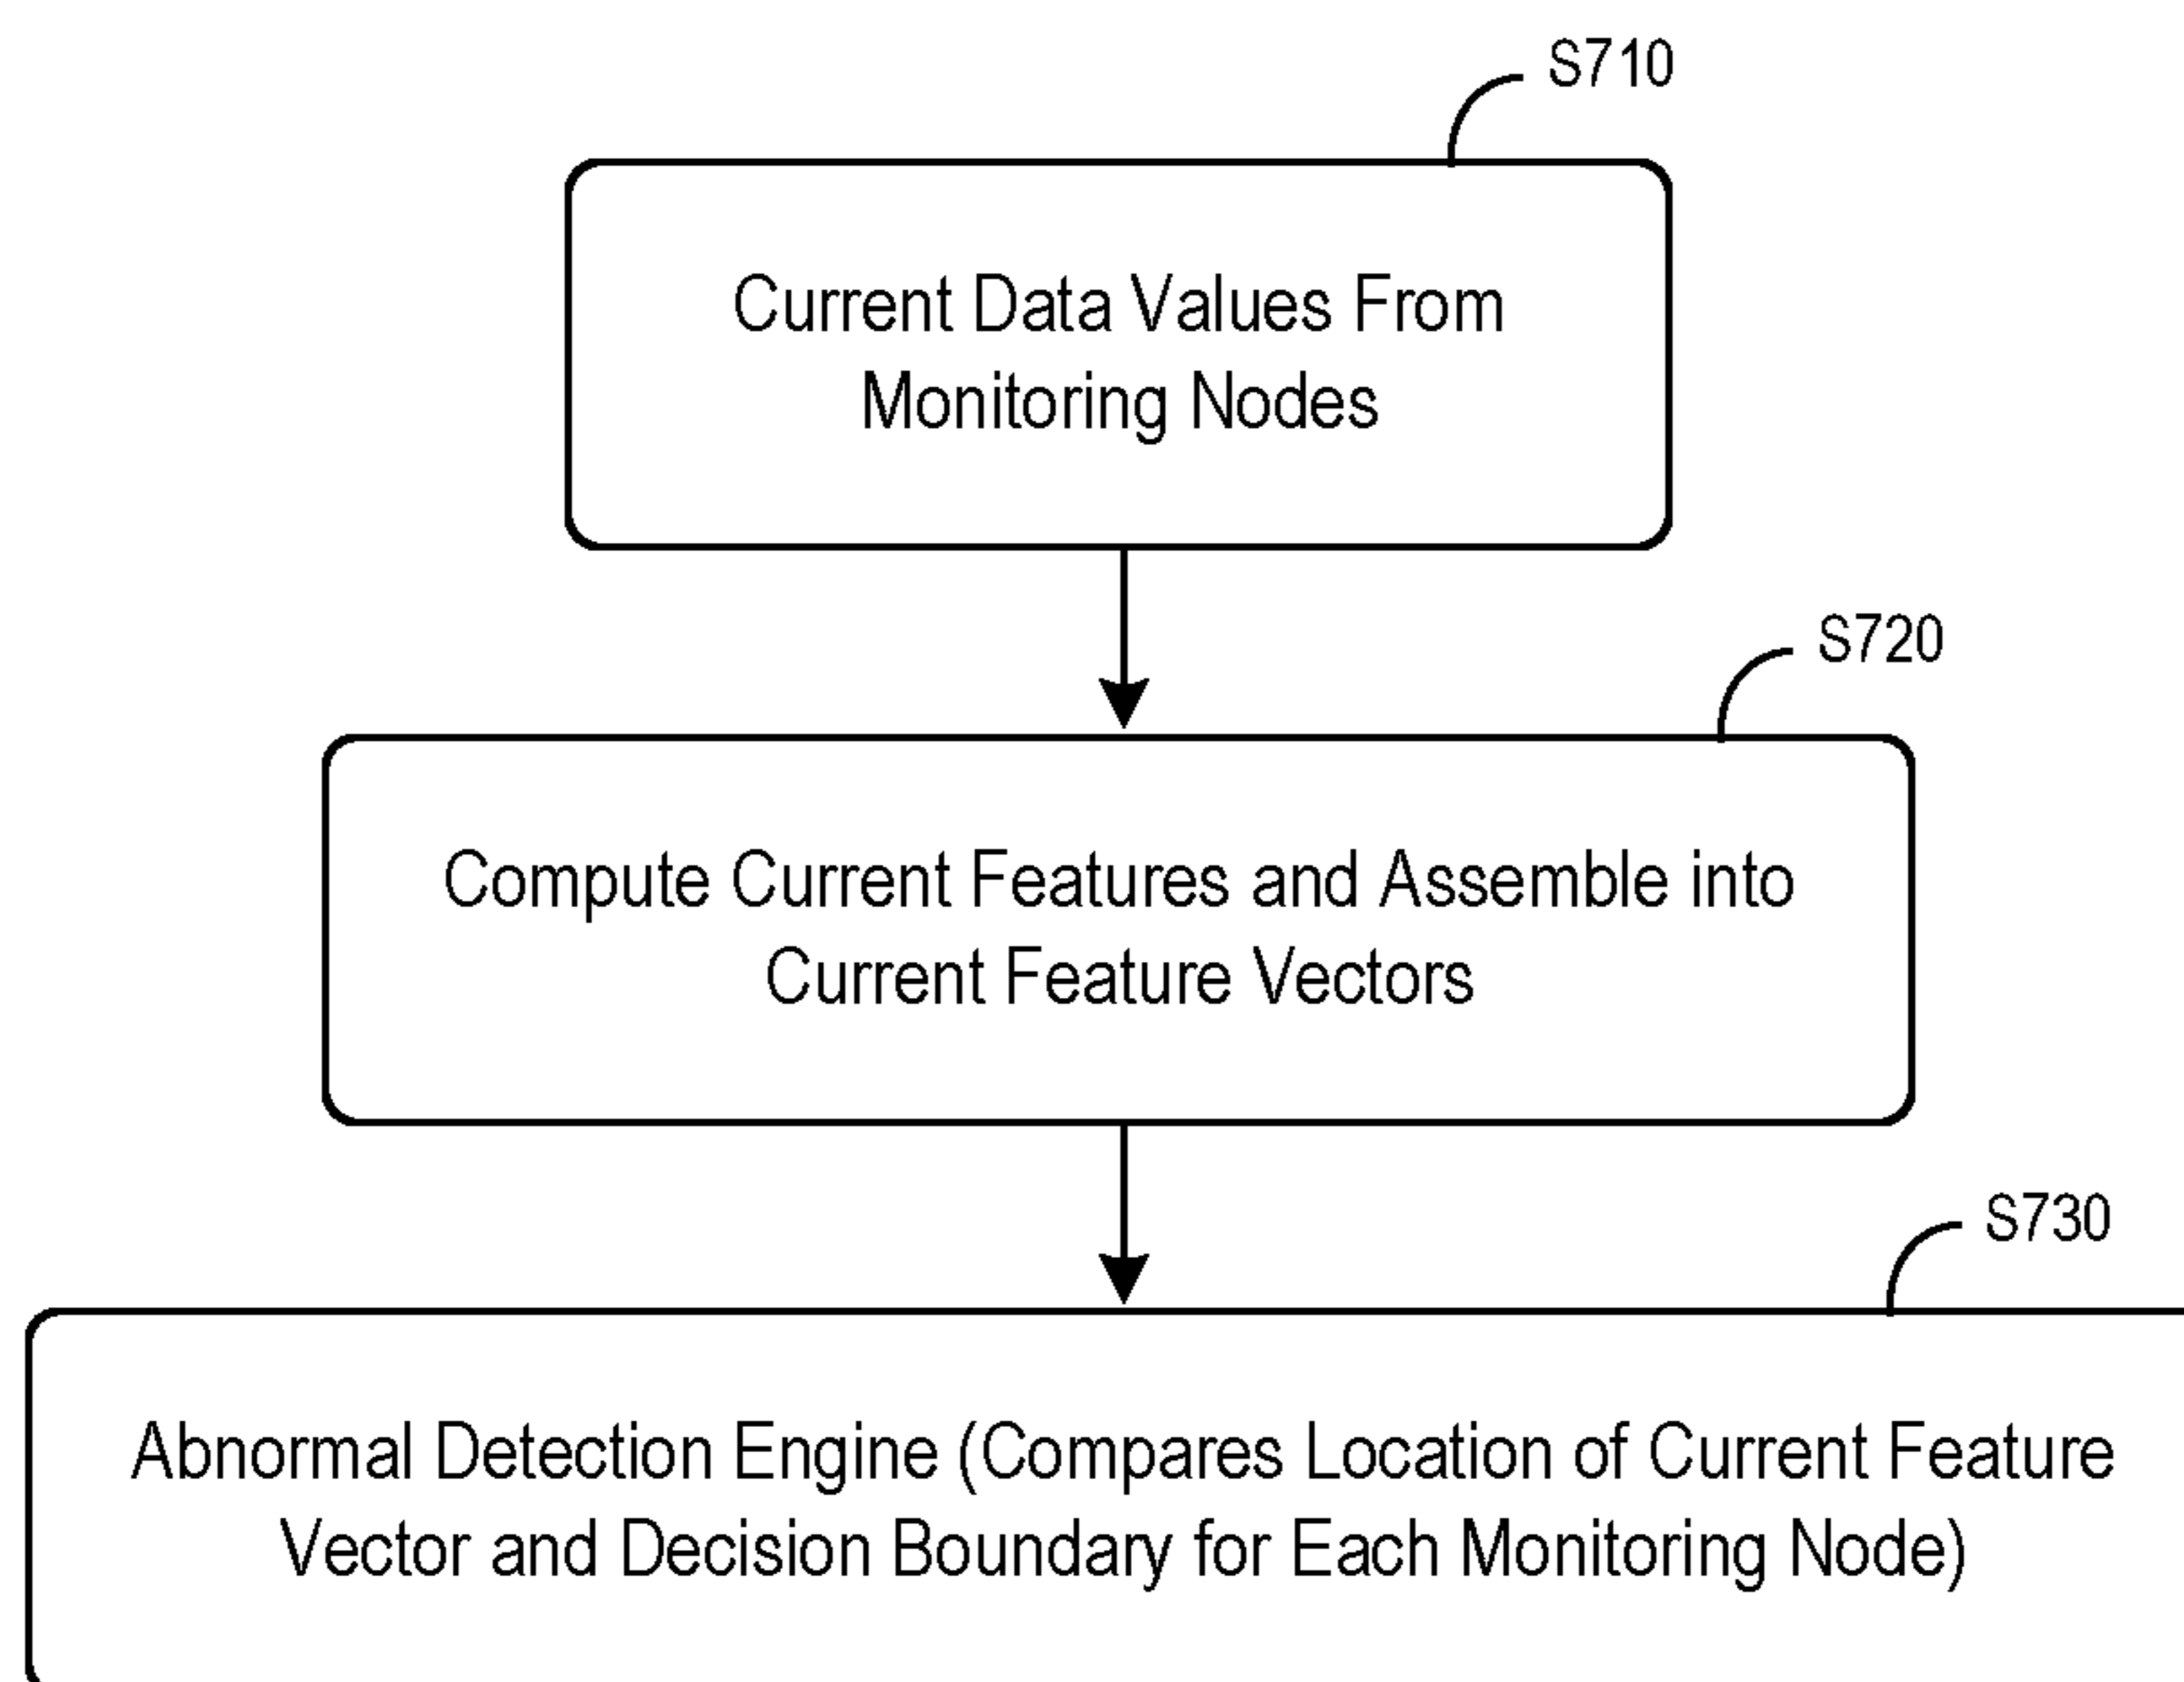 S710
Current Data Values From
Monitoring Nodes
S720
Compute Current Features and Assemble into
Current Feature Vectors
S730
Abnormal Detection Engine (Compares Location of Current Feature
Vector and Decision Boundary for Each Monitoring Node)